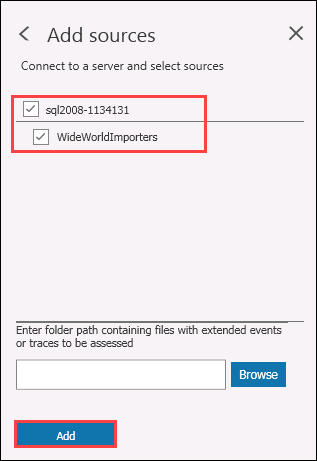 Add sources
Connect to a server and select sources
sql2008-1134131
WideWorldImporters
Enter folder path containing files with extended events
or traces to be assessed
Browse
Add